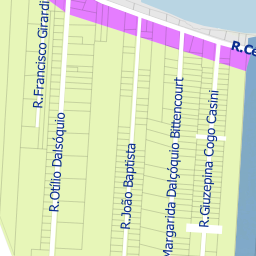 R.Francisco Girardi
R.Otílio Dalsóquio
R.João Baptista
Margarida Dalçóquio Bittencourt
R.Giuzepina Cogo Casini
R.Ce